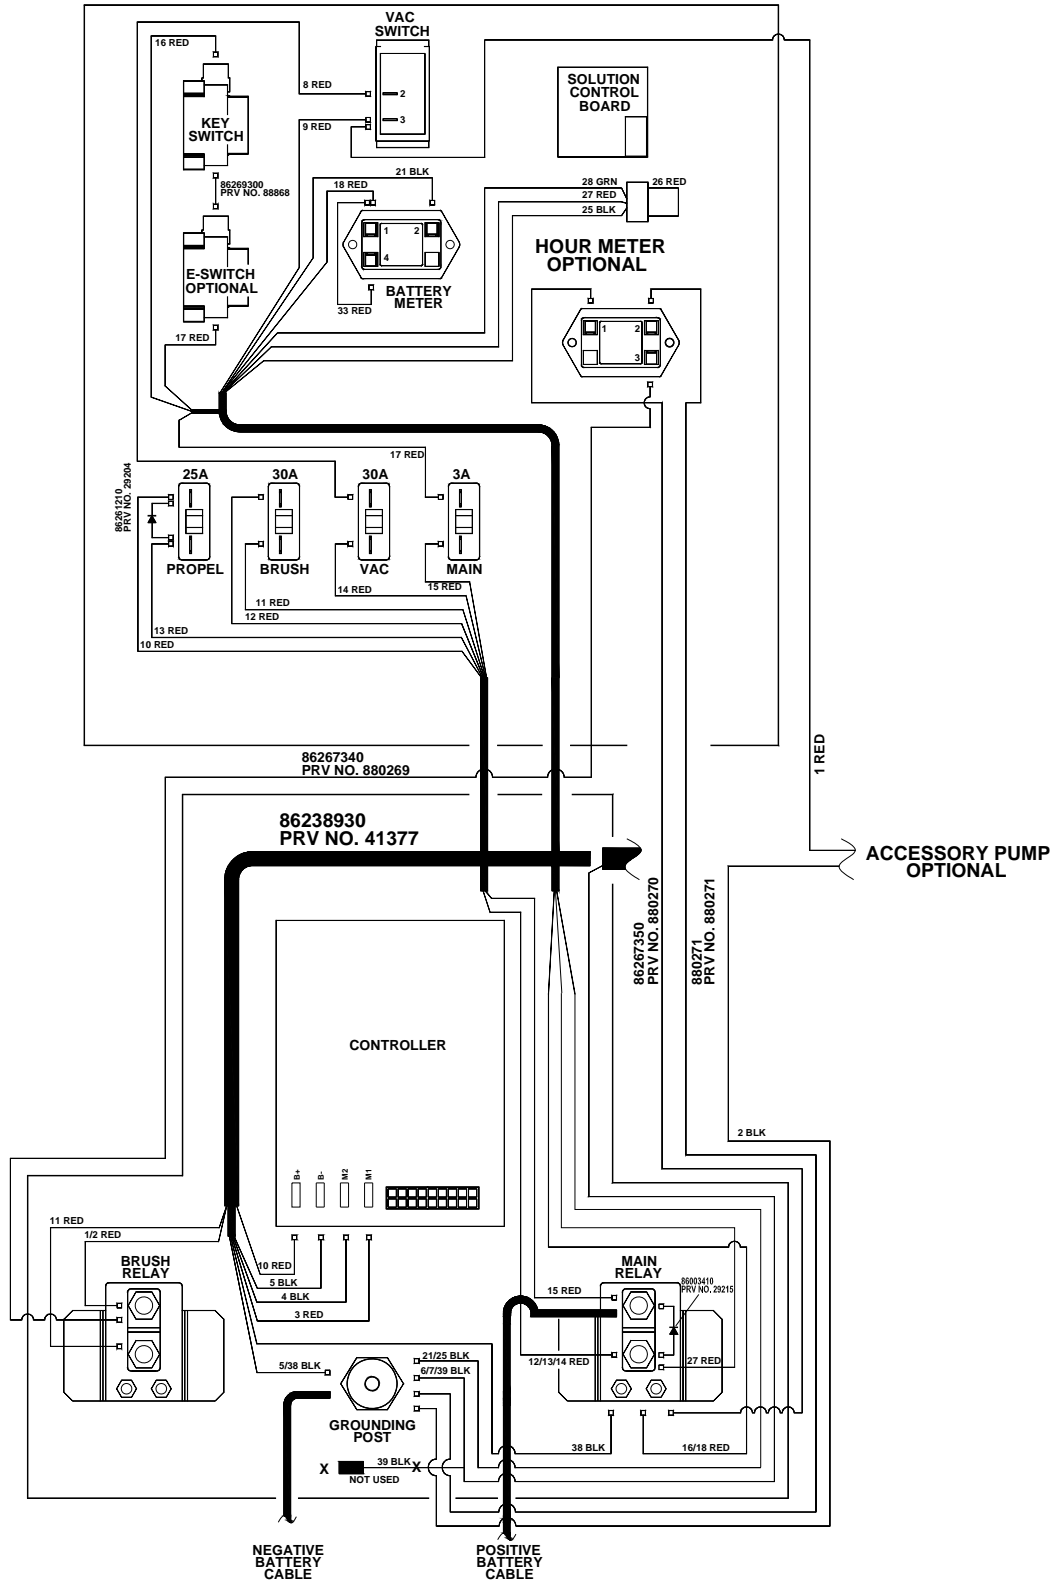 VAC
SWITCH
16 RED
8 RED
2
3
9 RED
KEY
SWITCH
SOLUTION
CONTROL
BOARD
86269300
PRV NO. 88868
21 BLK
18 RED
28 GRN
27 RED
25 BLK
26 RED
1
2
4
BATTERY
METER
33 RED
HOUR METER
OPTIONAL
E-SWITCH
OPTIONAL
17 RED
1
2
3
17 RED
86261210
PRV NO. 29204
25A
30A
30A
3A
PROPEL
BRUSH
VAC
MAIN
14 RED
15 RED
11 RED
12 RED
13 RED
10 RED
1 RED
86267340
PRV NO. 880269
86238930
PRV NO. 41377
ACCESSORY PUMP
OPTIONAL
86267350
PRV NO. 880270
880271
PRV NO. 880271
CONTROLLER
2 BLK
B+
B-
M2
M1
11 RED
1/2 RED
BRUSH
RELAY
10 RED
5 BLK
4 BLK
3 RED
MAIN
RELAY
86003410
PRV NO. 29215
15 RED
12/13/14 RED
27 RED
21/25 BLK
6/7/39 BLK
5/38 BLK
GROUNDING
POST
38 BLK
16/18 RED
X
39 BLK
X
NOT USED
NEGATIVE
BATTERY
CABLE
POSITIVE
BATTERY
CABLE